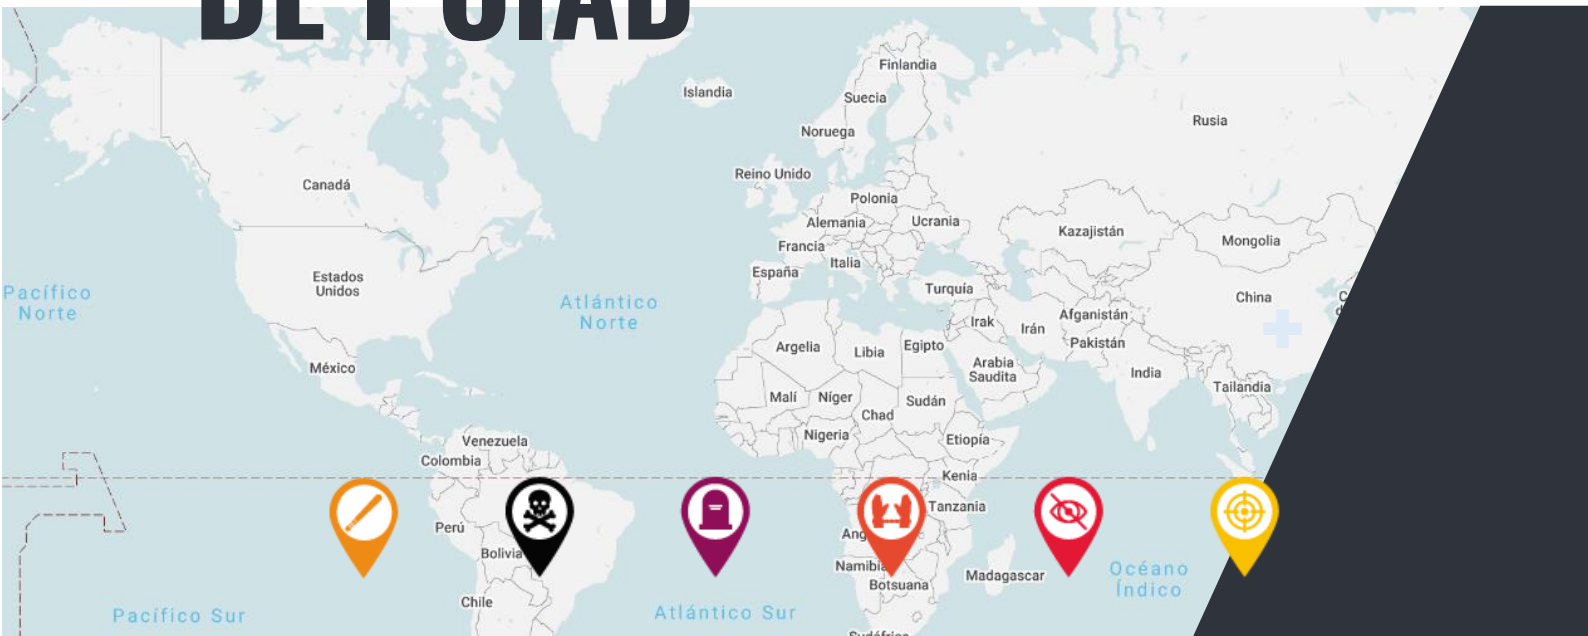 Finlandia
Islandia
Suecia
Rusia
Noruega
Reino Unido
Canadá
Polonia
Alemania
Ucrania
Kazajistán
Mongolia
Francia
Italia
España
Estados
Unidos
Turquía
China
Pacífico
Norte
Atlántico
Norte
Irak
Irán
Afganistán
Pakistán
Argelia
Libia
Egipto
Arabia
Saudita
México
India
Tailandia
Malí
Níger
Chad
Sudán
Nigeria
Etiopía
Venezuela
Colombia
Kenia
Tanzania
Perú
Bolivia
Namibia
Botsuana
Madagascar
Océano
Índico
Chile
Pacífico Sur
Atlántico Sur